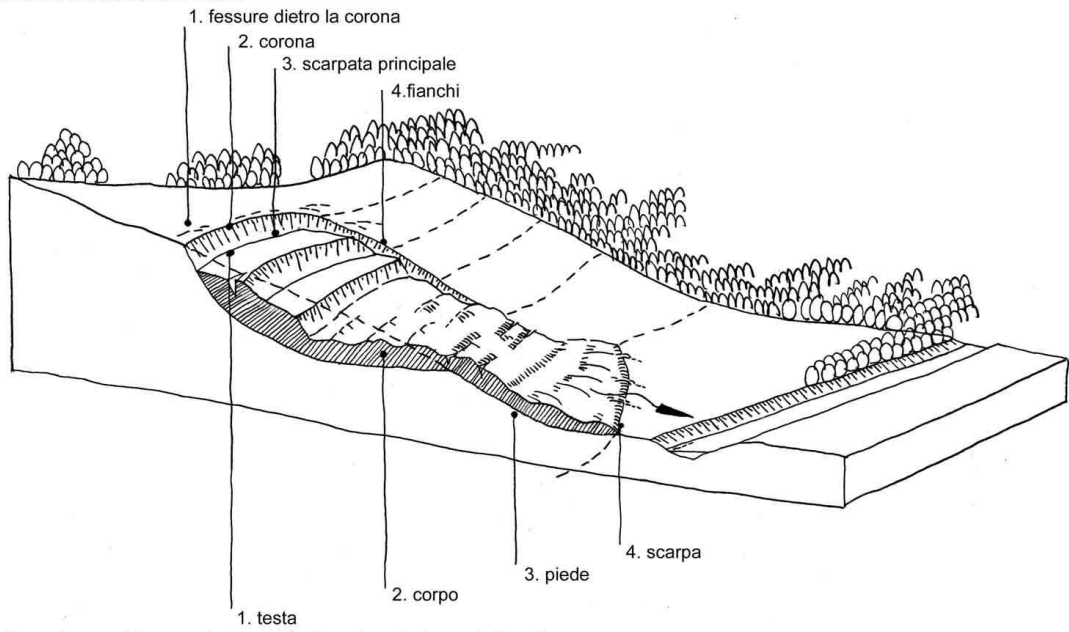 1. fessure dietro la corona
2. corona
3. scarpata principale
4.fianchi
4. scarpa
3. piede
2. corpo
1. testa